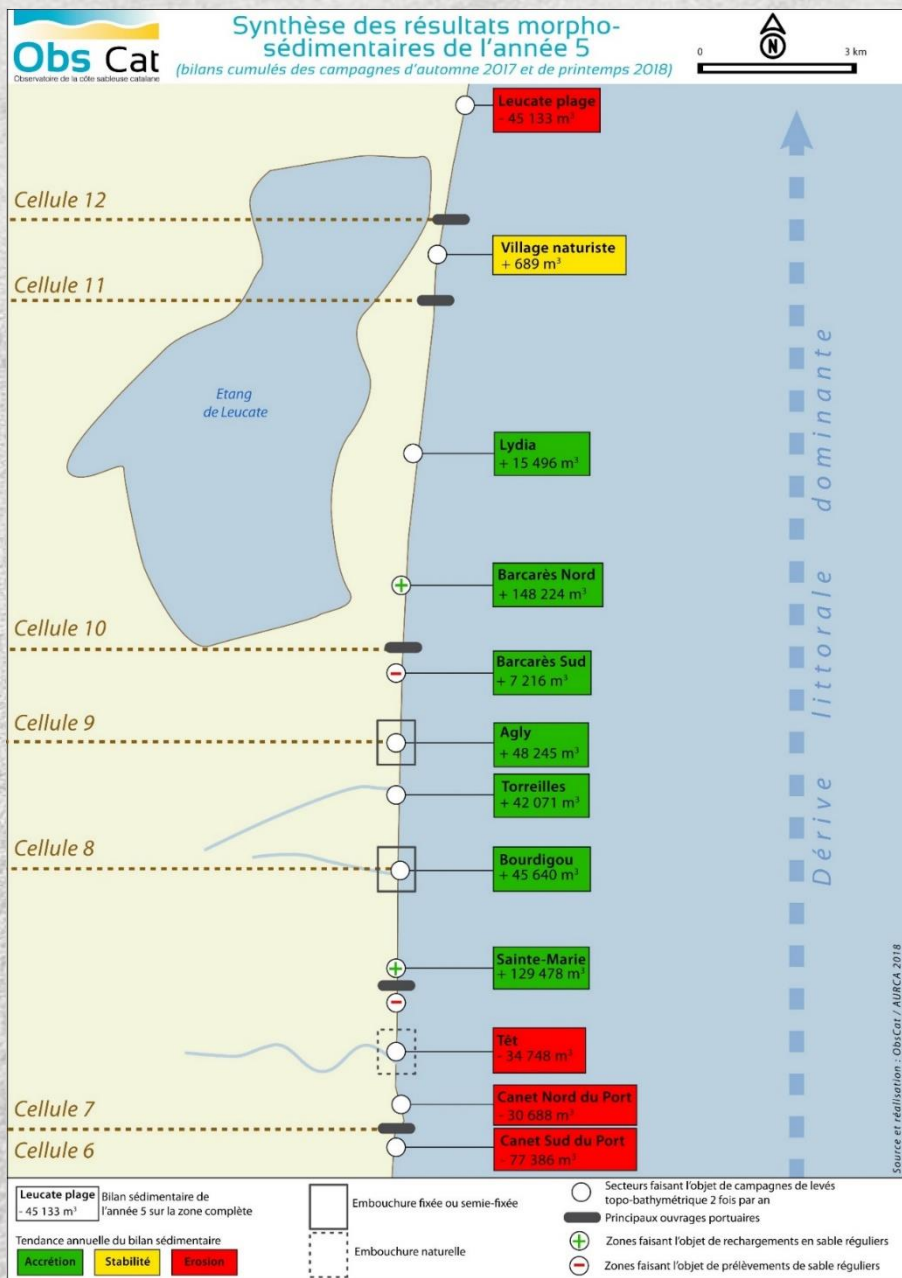 Obs Cat
Observatoire de la côte sableuse catalane
Synthèse des résultats morpho-
sédimentaires de l'année 5
(bilans cumulés des campagnes d'automne 2017 et de printemps 2018)
N
0
3 km
Leucate plage
- 45 133 m³
Cellule 12
Village naturiste
+ 689 m³
Cellule 11
Etang
de Leucate
Lydia
+ 15 496 m³
Barcarès Nord
+ 148 224 m³
Cellule 10
Barcarès Sud
+ 7 216 m³
Cellule 9
Agly
+ 48 245 m³
Torreilles
+ 42 071 m³
Cellule 8
Bourdigou
+ 45 640 m³
Sainte-Marie
+ 129 478 m³
Têt
- 34 748 m³
Cellule 7
Canet Nord du Port
- 30 688 m³
Cellule 6
Canet Sud du Port
- 77 386 m³
Dérive littorale dominante
Source et réalisation : ObsCat / AURCA 2018
Leucate plage
- 45 133 m³
Bilan sédimentaire de
l'année 5 sur la zone complète
Tendance annuelle du bilan sédimentaire
Accrétion
Stabilité
Erosion
Embouchure fixée ou semie-fixée
Embouchure naturelle
Secteurs faisant l'objet de campagnes de levés
topo-bathymétrique 2 fois par an
Principaux ouvrages portuaires
Zones faisant l'objet de rechargements en sable réguliers
Zones faisant l'objet de prélèvements de sable réguliers